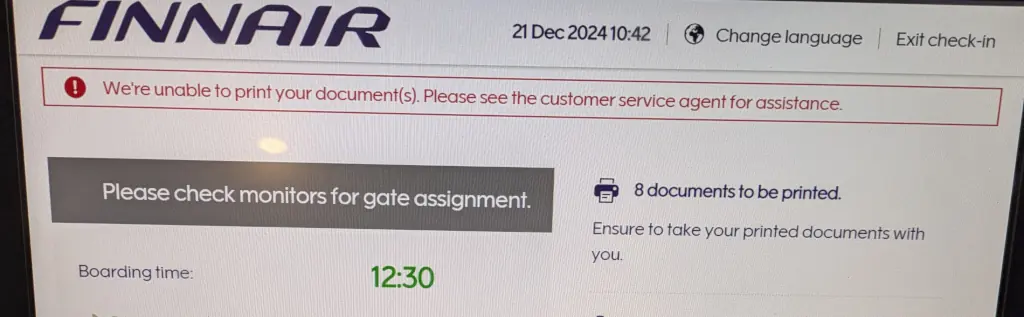 FINNAIR
21 Dec 2024 10:42
Change language
Exit check-in
We're unable to print your document(s). Please see the customer service agent for assistance.
Please check monitors for gate assignment.
Boarding time:
12:30
8 documents to be printed.
Ensure to take your printed documents with
you.